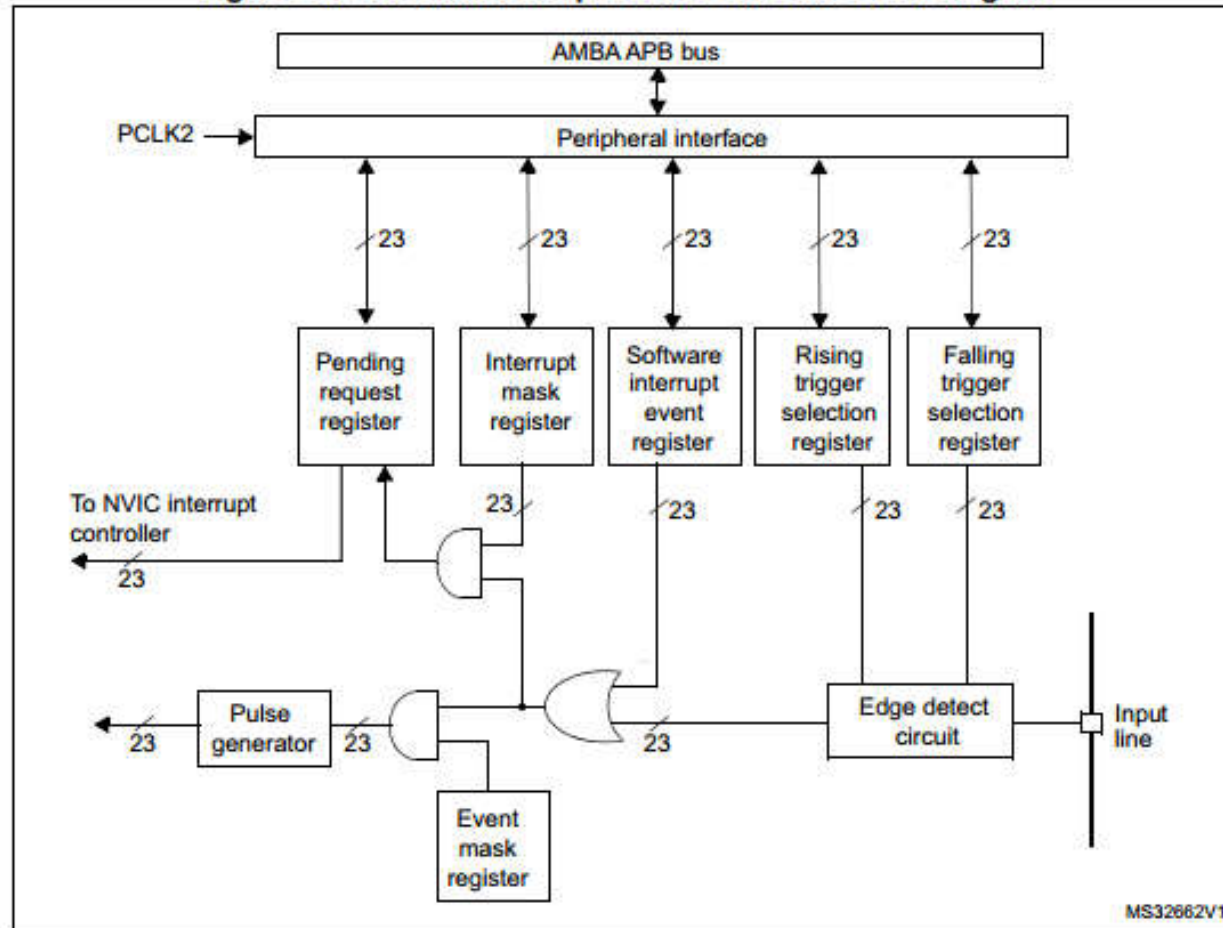 AMBA APB bus
PCLK2
Peripheral interface
23
23
23
23
23
Pending
request
register
Interrupt
mask
register
Software
interrupt
event
register
Rising
trigger
selection
register
Falling
trigger
selection
register
To NVIC interrupt
controller
23
23
23
23
23
Pulse
generator
23
23
23
Edge detect
circuit
Input
line
Event
mask
register
MS32662V1